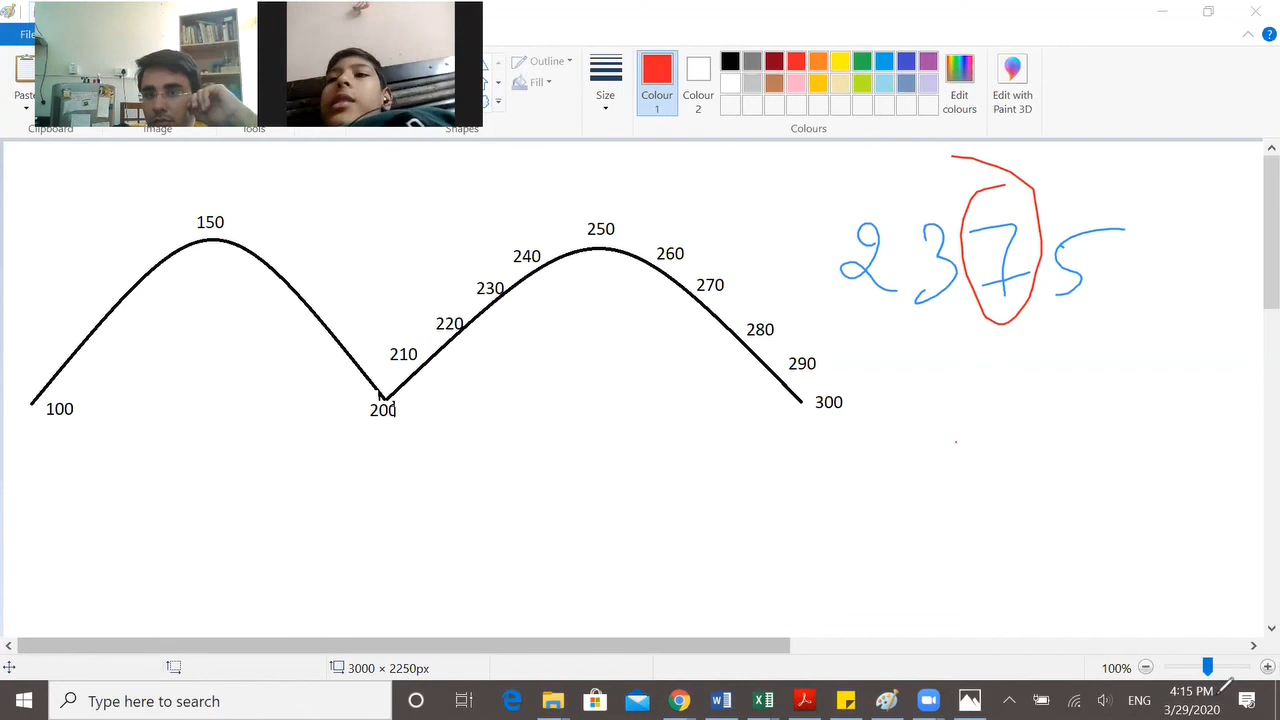 File
Paste
Clipboard
Image
Tools
Outline
Fill
Shapes
Size
Colour 1
Colour 2
Edit colours
Edit with Paint 3D
Colours
150
250
240
260
230
270
220
280
210
290
100
200
300
2375
3000 × 2250px
100%
Type here to search
ENG
4:15 PM
3/29/2020